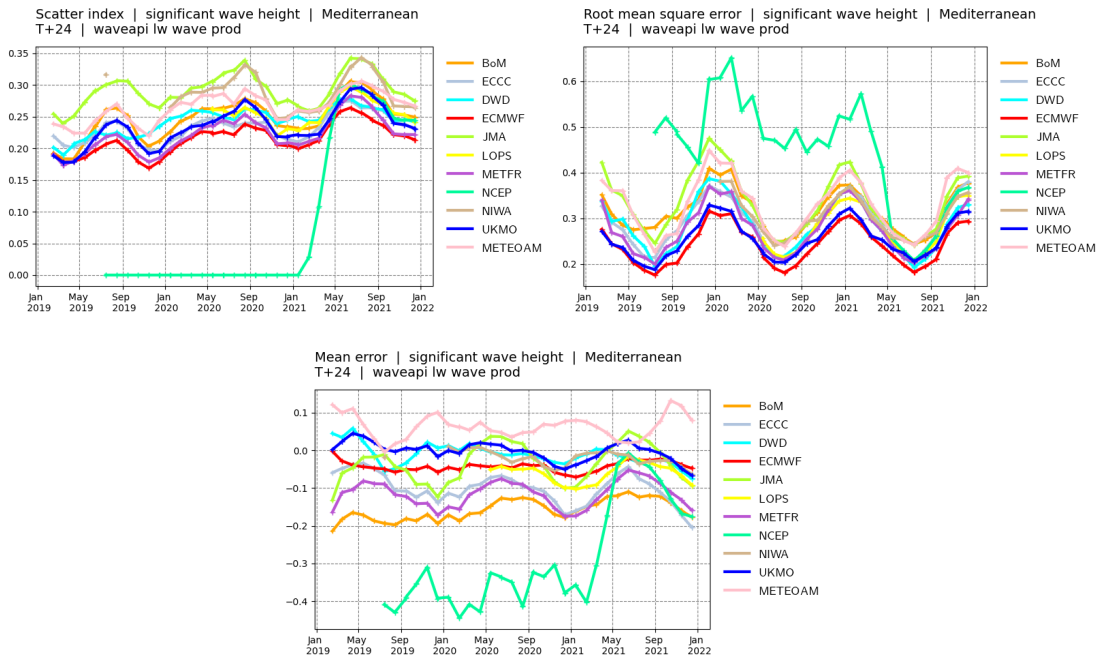 Scatter index | significant wave height | Mediterranean
T+24 | waveapi lw wave prod
0.35
0.30
0.25
0.20
0.15
0.10
0.05
0.00
Jan May Sep Jan May Sep Jan May Sep Jan
2019 2019 2019 2020 2020 2020 2021 2021 2021 2022
BoM
ECCC
DWD
ECMWF
JMA
LOPS
METFR
NCEP
NIWA
UKMO
METEOAM
Root mean square error | significant wave height | Mediterranean
T+24 | waveapi lw wave prod
0.6
0.5
0.4
0.3
0.2
Jan May Sep Jan May Sep Jan May Sep Jan
2019 2019 2019 2020 2020 2020 2021 2021 2021 2022
BoM
ECCC
DWD
ECMWF
JMA
LOPS
METFR
NCEP
NIWA
UKMO
METEOAM
Mean error | significant wave height | Mediterranean
T+24 | waveapi lw wave prod
0.1
0.0
−0.1
−0.2
−0.3
−0.4
Jan May Sep Jan May Sep Jan May Sep Jan
2019 2019 2019 2020 2020 2020 2021 2021 2021 2022
BoM
ECCC
DWD
ECMWF
JMA
LOPS
METFR
NCEP
NIWA
UKMO
METEOAM